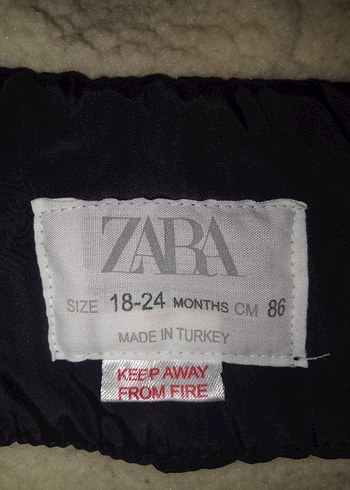 ZARA
SIZE 18-24 MONTHS CM 86
MADE IN TURKEY
KEEP AWAY
FROM FIRE